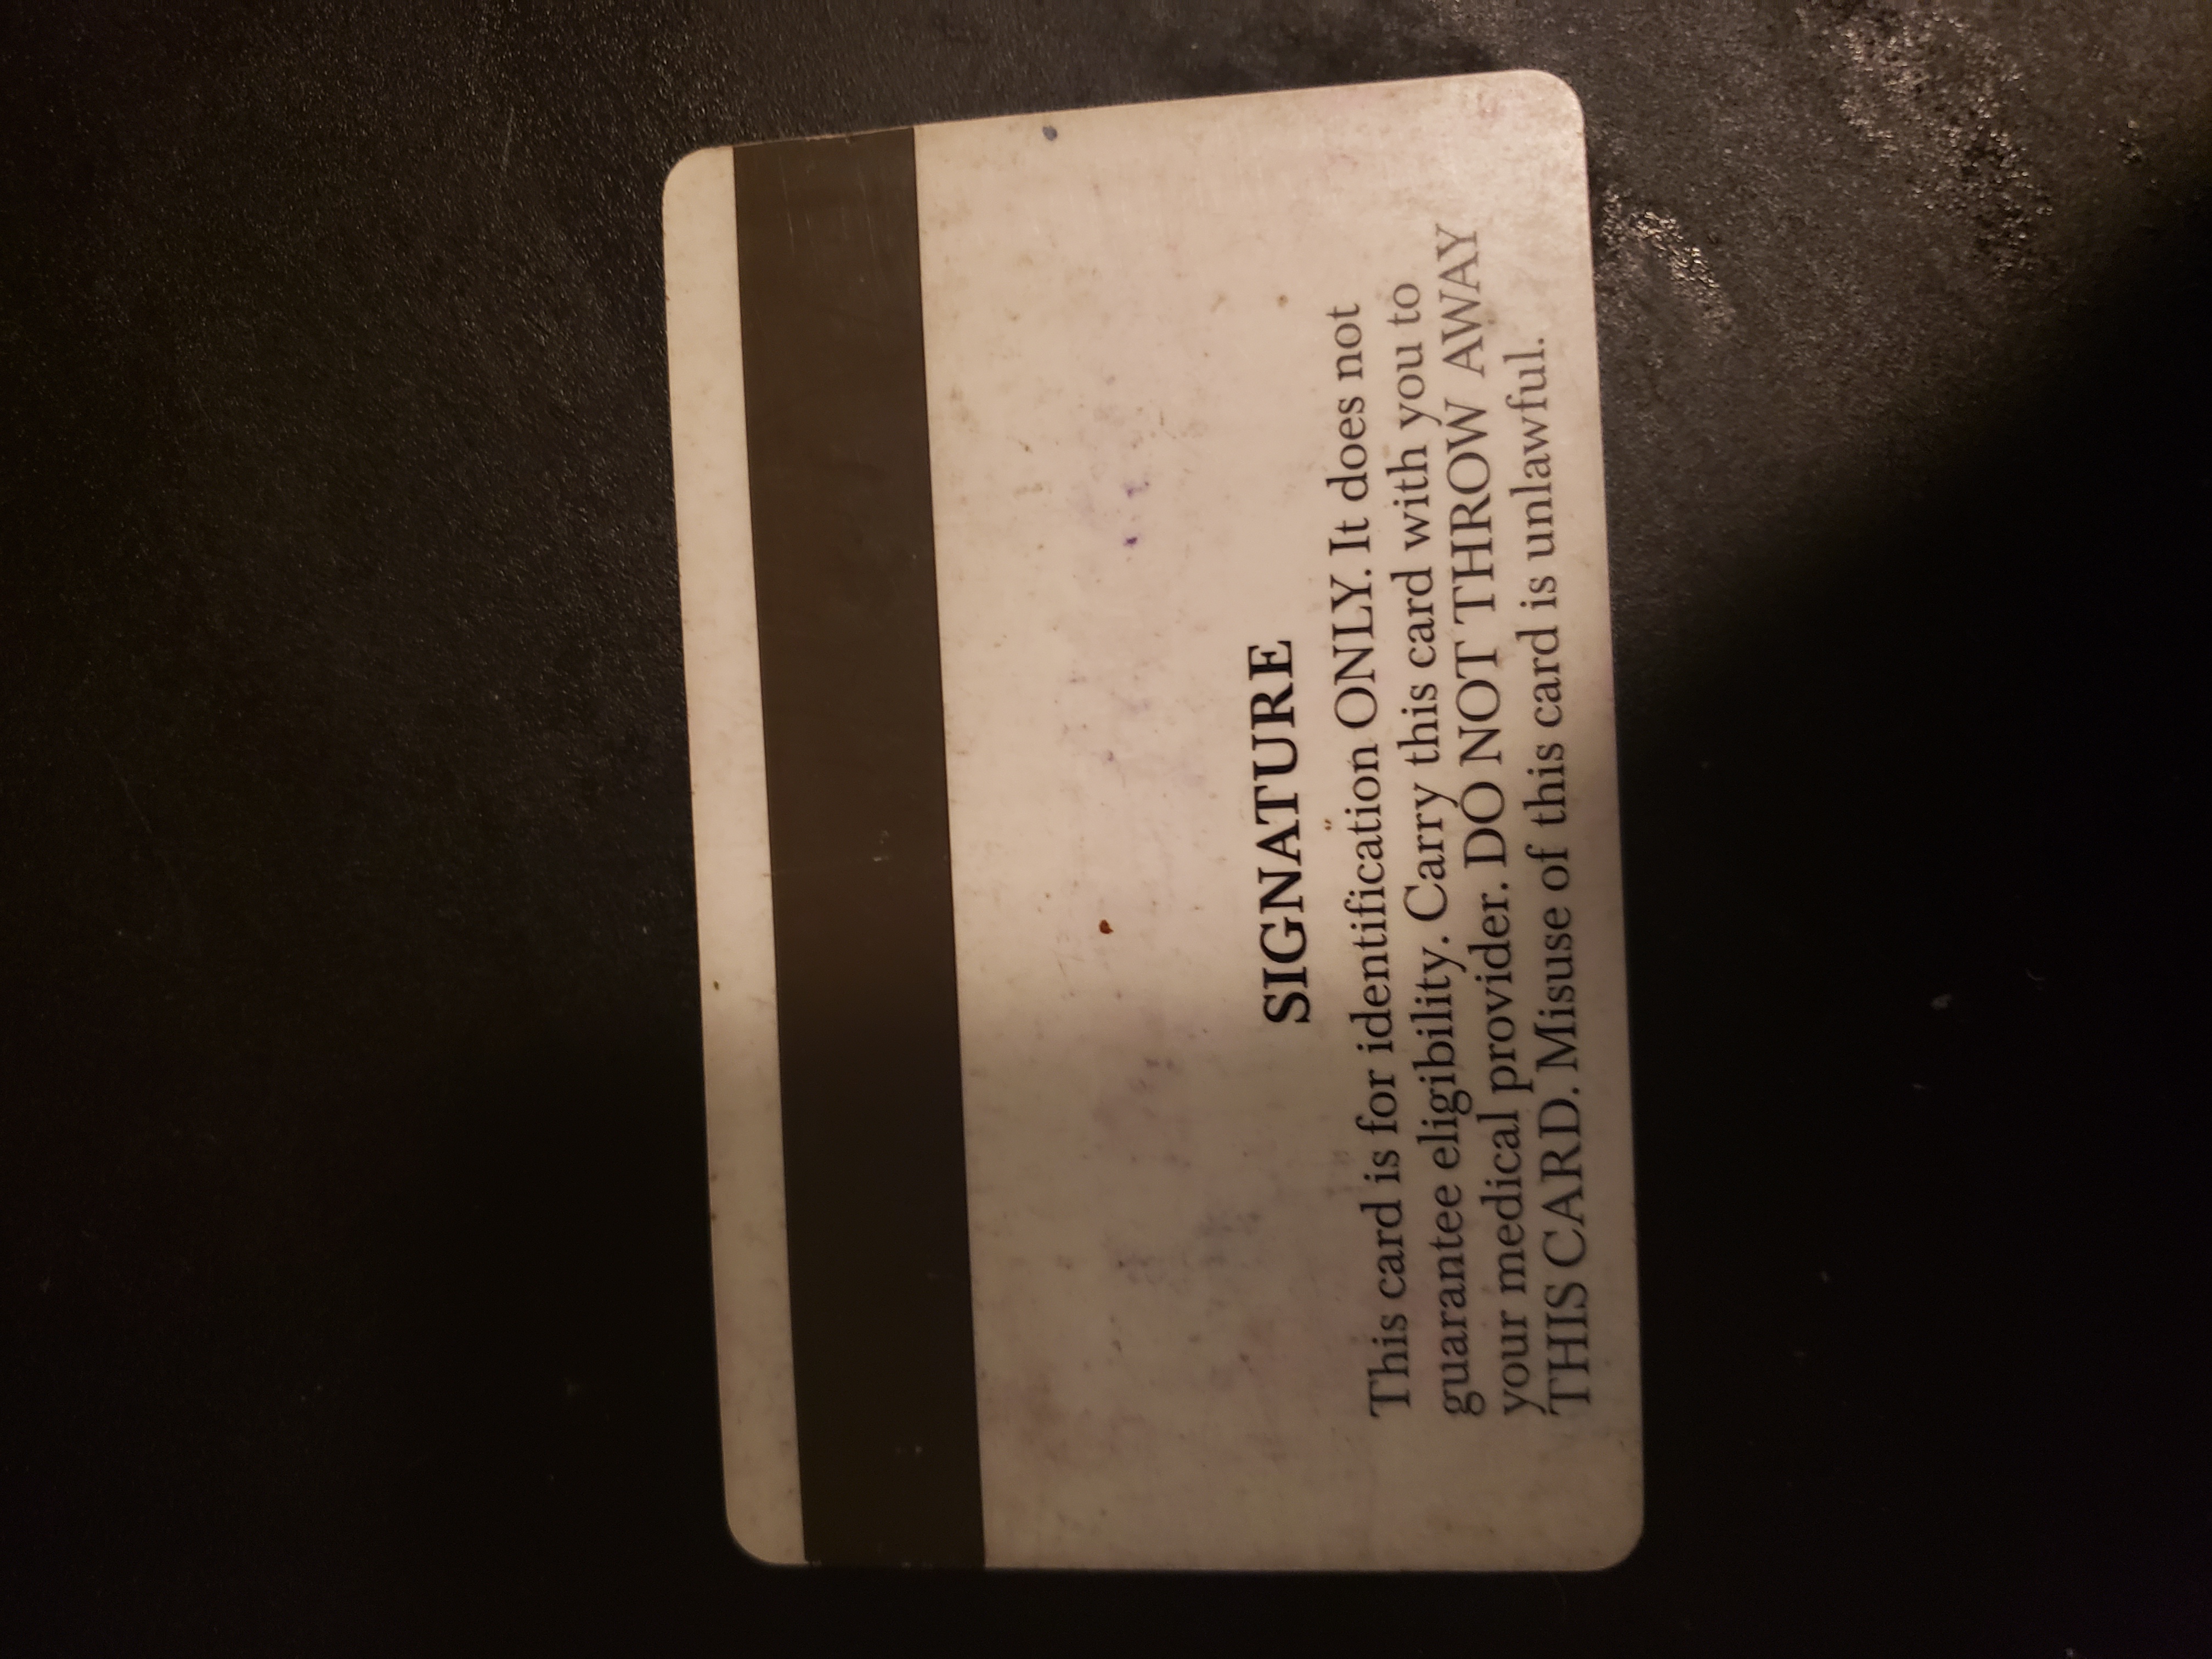 SIGNATURE
This card is for identification ONLY. It does not
guarantee eligibility. Carry this card with you to
your medical provider. DO NOT THROW AWAY
THIS CARD. Misuse of this card is unlawful.